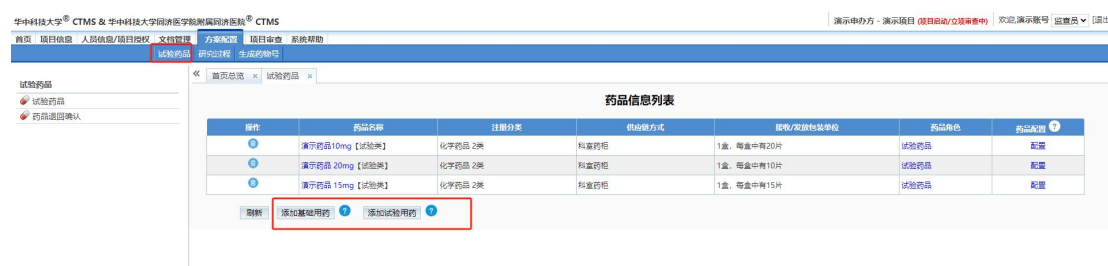 华中科技大学® CTMS & 华中科技大学同济医学院附属同济医院® CTMS
演示申办方 - 演示项目 (项目启动/立项审查中) 欢迎,演示账号 监查员 [退出
首页 项目信息 人员信息/项目授权 文档管理 方案配置 项目审查 系统帮助
试验药品 研究过程 生成药物号
试验药品
试验药品
药品退回确认
« 首页总览 × 试验药品 ×
药品信息列表
操作 药品名称 注册分类 供应链方式 接收/发放包装单位 药品角色 药品配置 ?
演示药品10mg【试验类】 化学药品 2类 科室药柜 1盒, 每盒中有20片 试验药品 配置
演示药品 20mg【试验类】 化学药品 2类 科室药柜 1盒, 每盒中有10片 试验药品 配置
演示药品 15mg【试验类】 化学药品 2类 科室药柜 1盒, 每盒中有15片 试验药品 配置
刷新 添加基础用药 ? 添加试验用药 ?